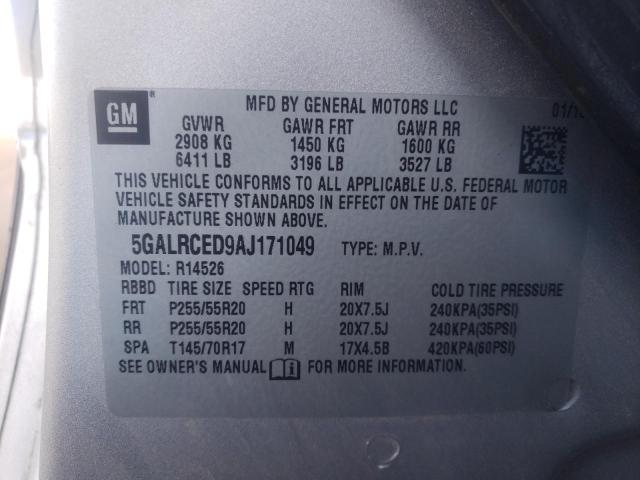 GM
MFD BY GENERAL MOTORS LLC
GVWR GAWR FRT GAWR RR
2908 KG 1450 KG 1600 KG
6411 LB 3196 LB 3527 LB
THIS VEHICLE CONFORMS TO ALL APPLICABLE U.S. FEDERAL MOTOR
VEHICLE SAFETY STANDARDS IN EFFECT ON THE DATE OF
MANUFACTURE SHOWN ABOVE.
5GALRCED9AJ171049 TYPE: M.P.V.
MODEL: R14526
RBBD TIRE SIZE SPEED RTG RIM COLD TIRE PRESSURE
FRT P255/55R20 H 20X7.5J 240KPA(35PSI)
RR P255/55R20 H 20X7.5J 240KPA(35PSI)
SPA T145/70R17 M 17X4.5B 420KPA(60PSI)
SEE OWNER'S MANUAL FOR MORE INFORMATION.